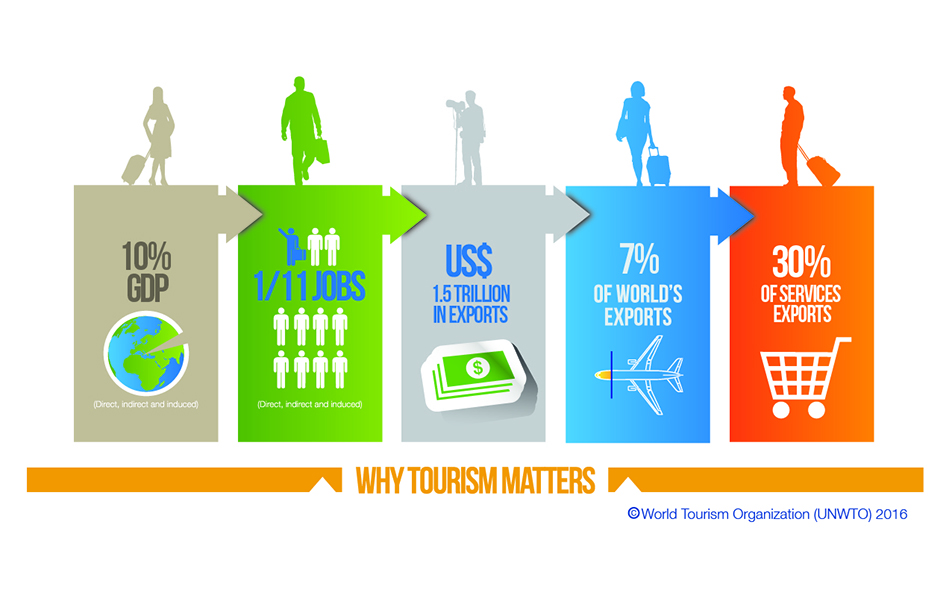 10%
GDP
(Direct, indirect and induced)
1/11 JOBS
(Direct, indirect and induced)
US$
1.5 TRILLION
IN EXPORTS
$
7%
OF WORLD'S
EXPORTS
30%
OF SERVICES
EXPORTS
WHY TOURISM MATTERS
©World Tourism Organization (UNWTO) 2016